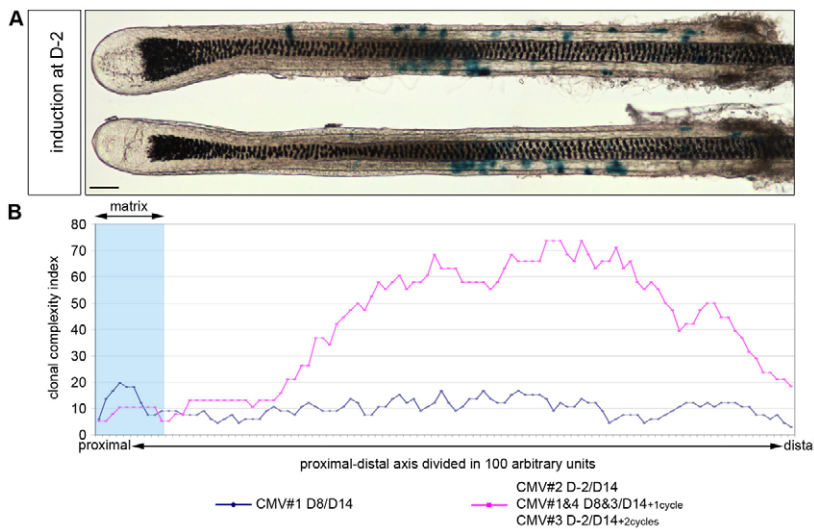 A
induction at D-2
B
matrix
80
70
60
50
40
30
20
10
0
clonal complexity index
proximal
distal
proximal-distal axis divided in 100 arbitrary units
CMV#1 D8/D14
CMV#2 D-2/D14
CMV#1&4 D8&3/D14+1cycle
CMV#3 D-2/D14+2cycles